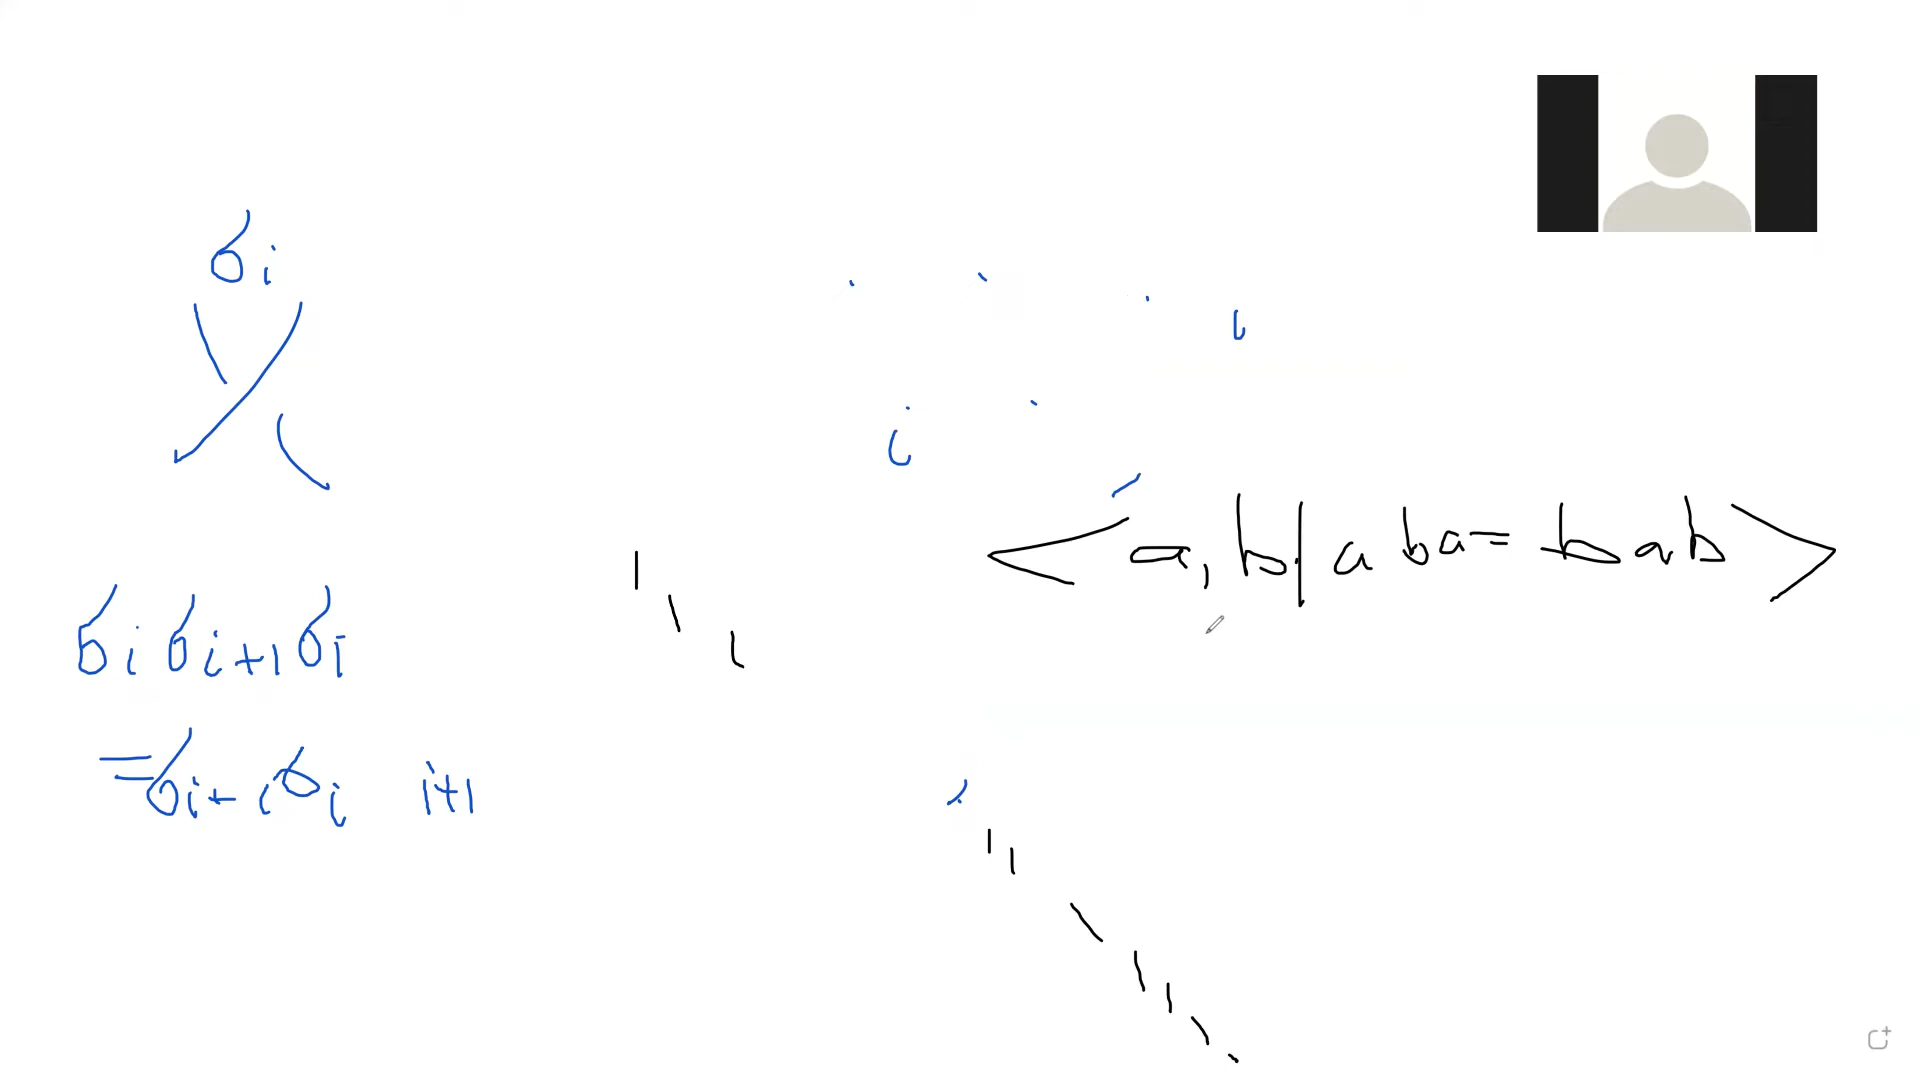 σi
<a, b | aba = bab>
σi σi+1 σi
= σi+1 σi i+1